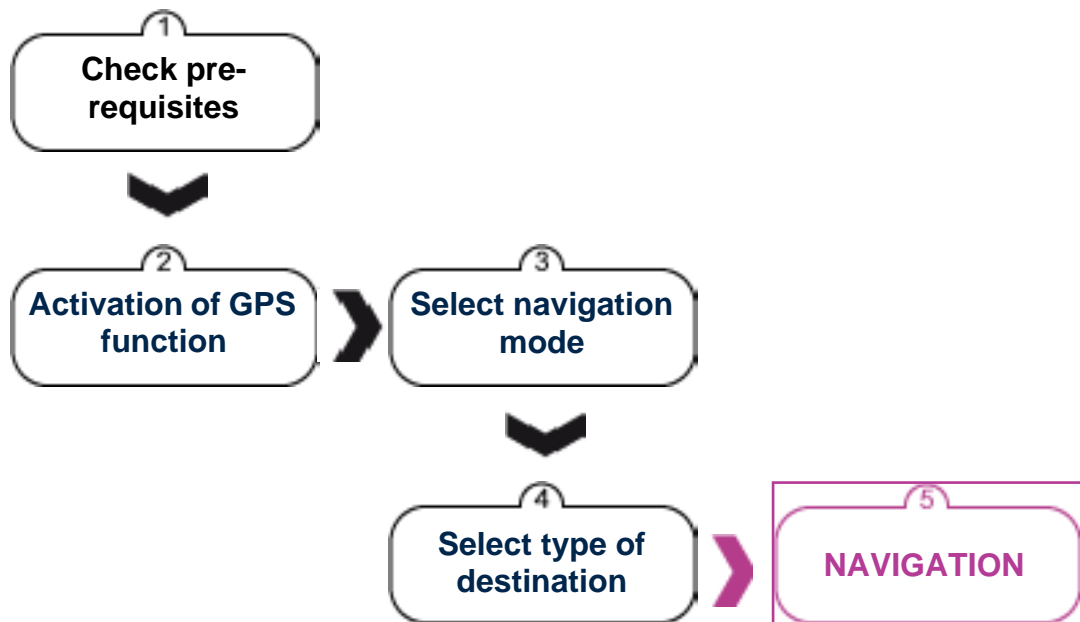 1
Check pre-
requisites
2
Activation of GPS
function
3
Select navigation
mode
4
Select type of
destination
5
NAVIGATION